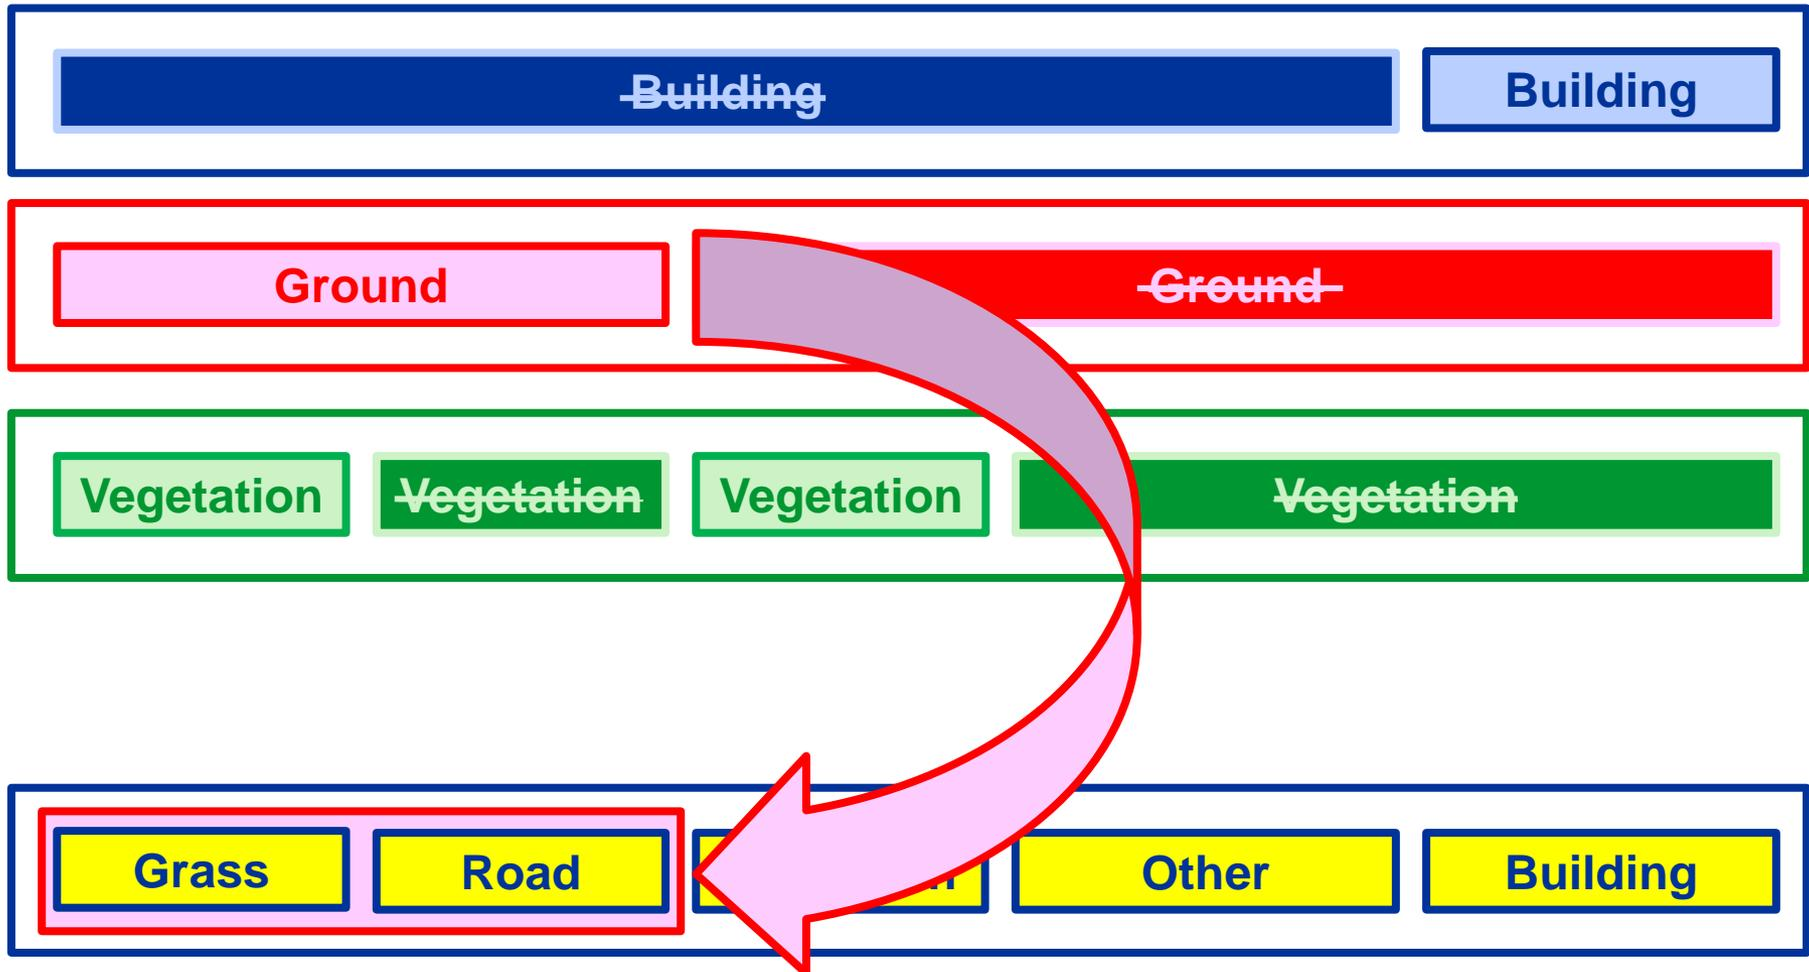 Building Building
Ground Ground
Vegetation Vegetation Vegetation Vegetation
Grass Road Other Building